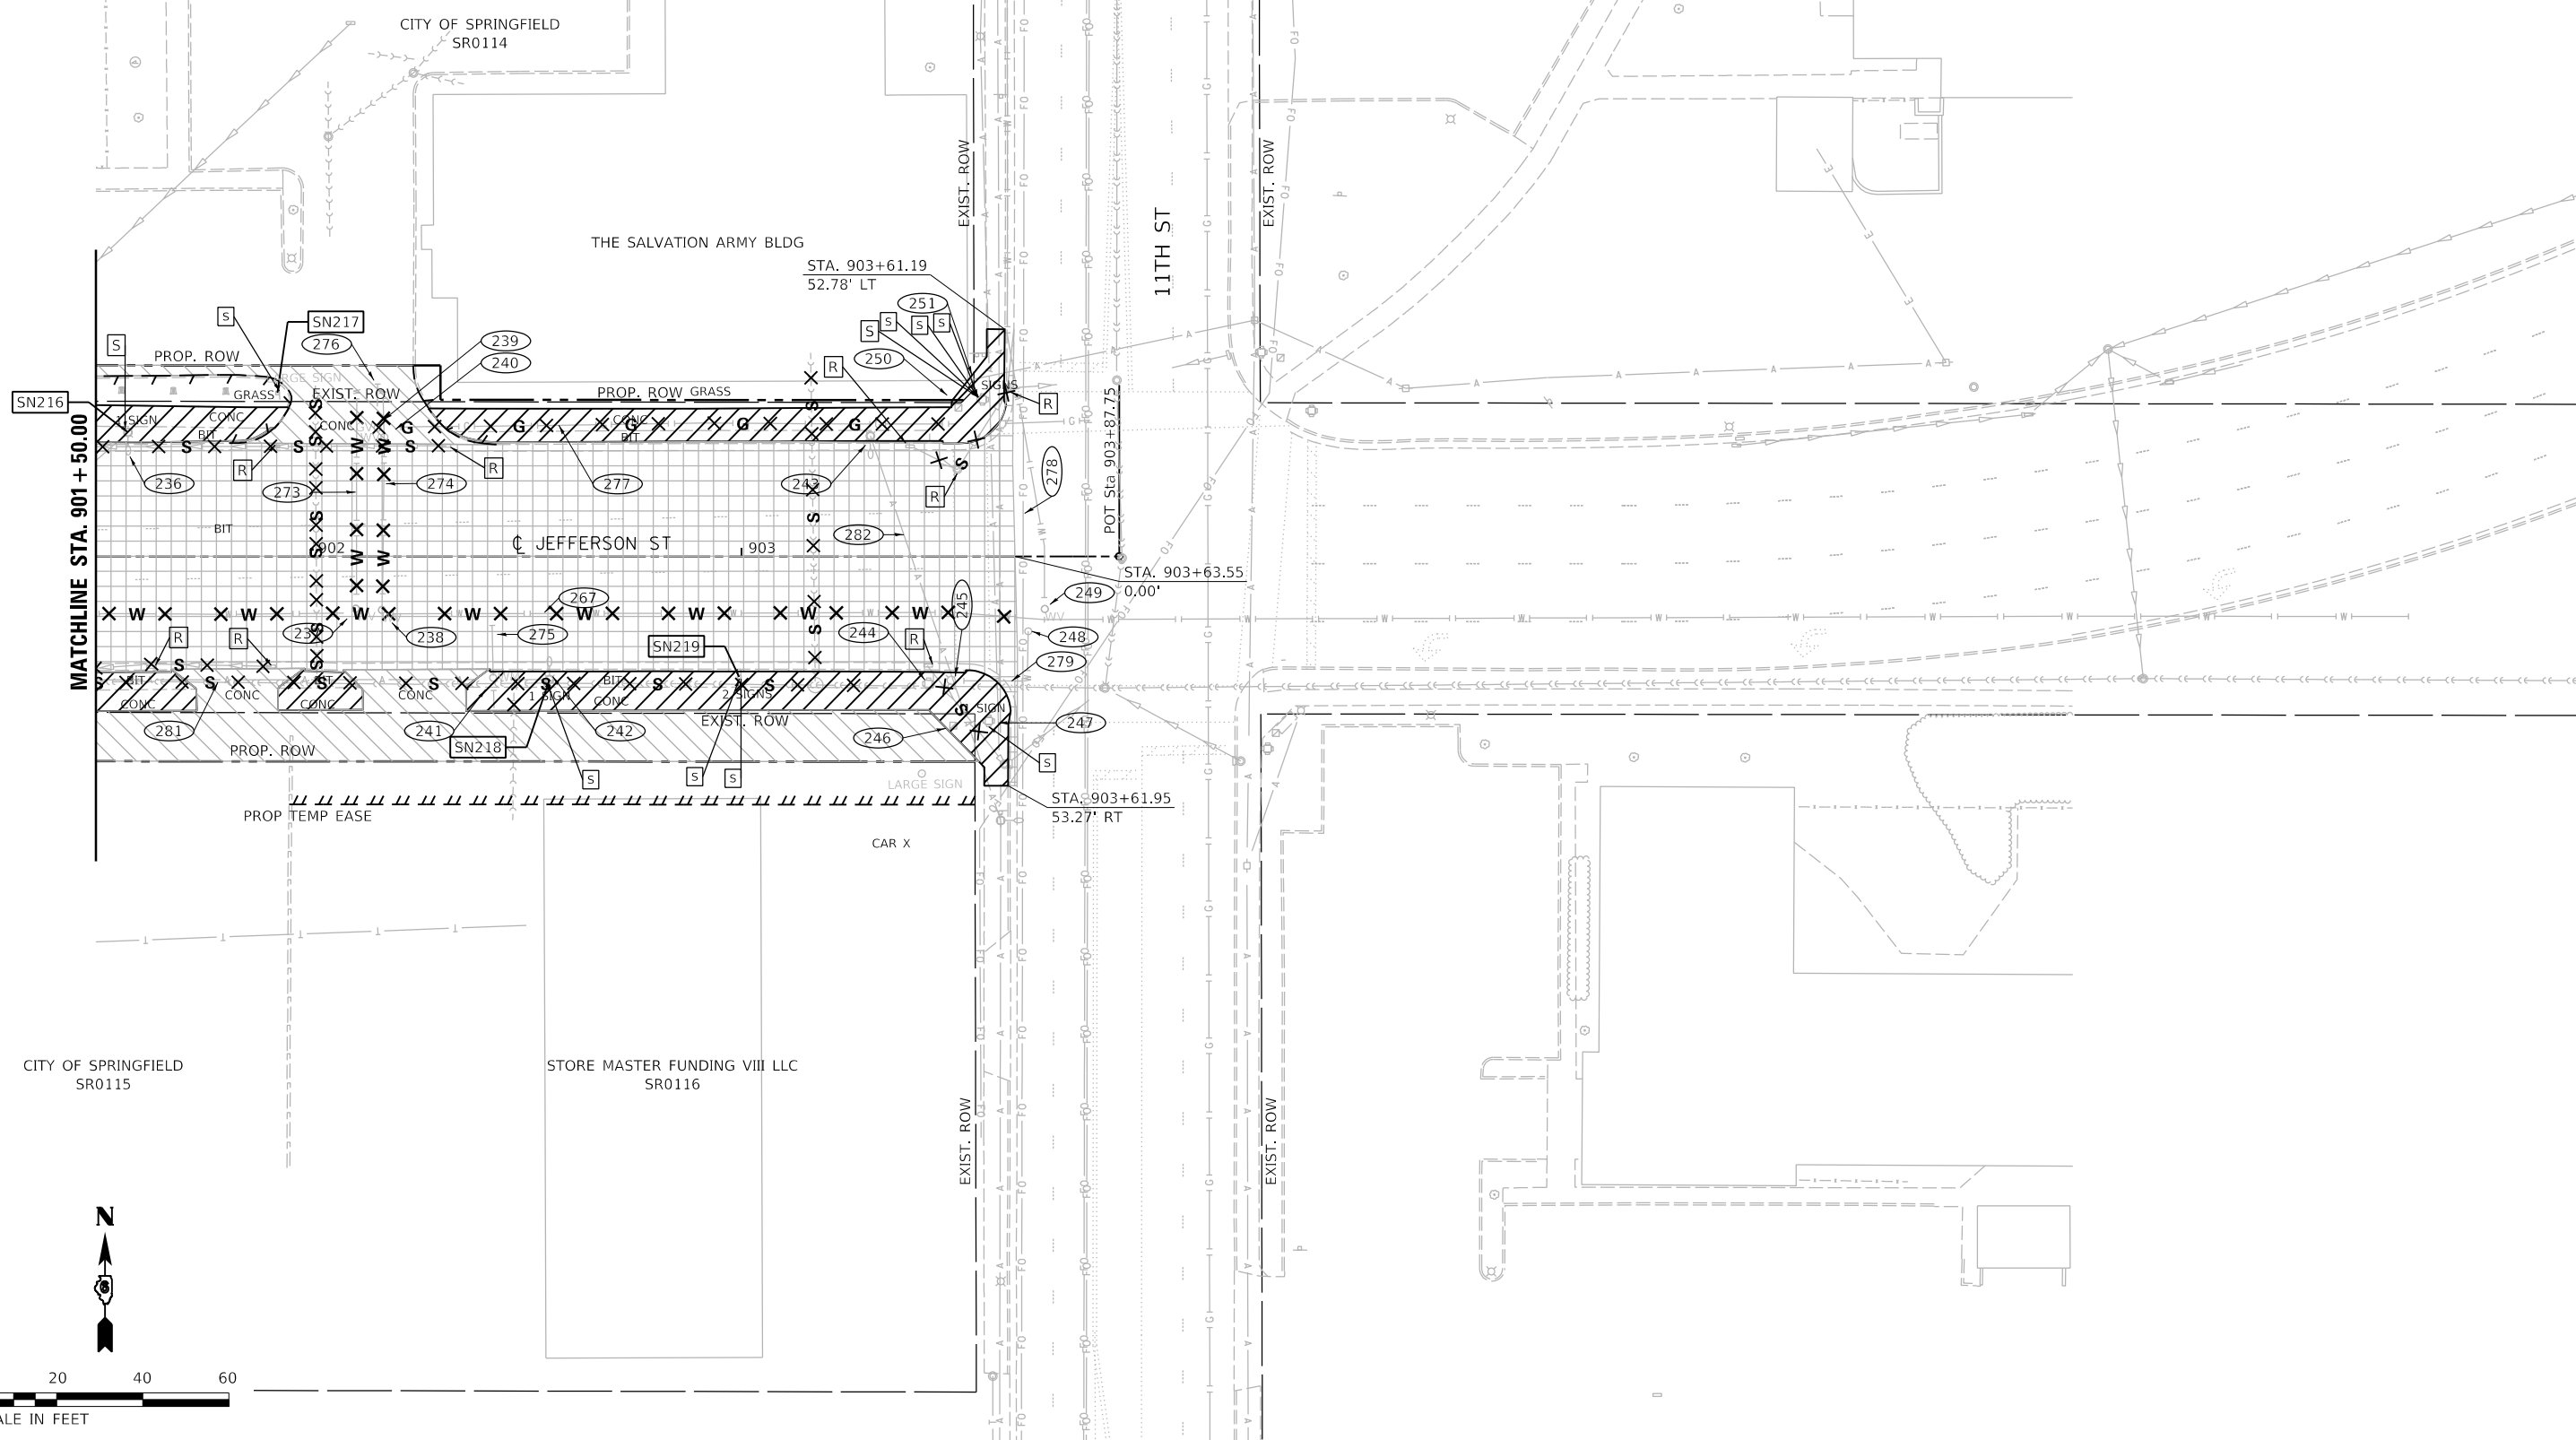 CITY OF SPRINGFIELD
SR0114
EXIST. ROW
EXIST. ROW
11TH ST
THE SALVATION ARMY BLDG
STA. 903+61.19
52.78' LT
251
S
SN217
S
S
S
S
S
276
239
240
250
R
PROP. ROW
EXIST. ROW
PROP. ROW GRASS
SIGNS
R
SN216
GRASS
1 SIGN
CONC
BIT
CONC
CONC
BIT
MATCHLINE STA. 901+50.00
POT Sta 903+87.75
236
R
273
274
R
277
243
R
278
BIT
282
902
℄ JEFFERSON ST
903
STA. 903+63.55
0.00'
267
245
249
R
R
238
275
SN219
244
R
248
279
BIT
CONC
CONC
BIT
CONC
CONC
1 SIGN
BIT
CONC
2 SIGNS
SIGN
EXIST. ROW
281
241
SN218
242
246
247
PROP. ROW
S
S
S
S
LARGE SIGN
STA. 903+61.95
53.27' RT
PROP TEMP EASE
CAR X
CITY OF SPRINGFIELD
SR0115
STORE MASTER FUNDING VIII LLC
SR0116
EXIST. ROW
EXIST. ROW
N
20 40 60
ALE IN FEET